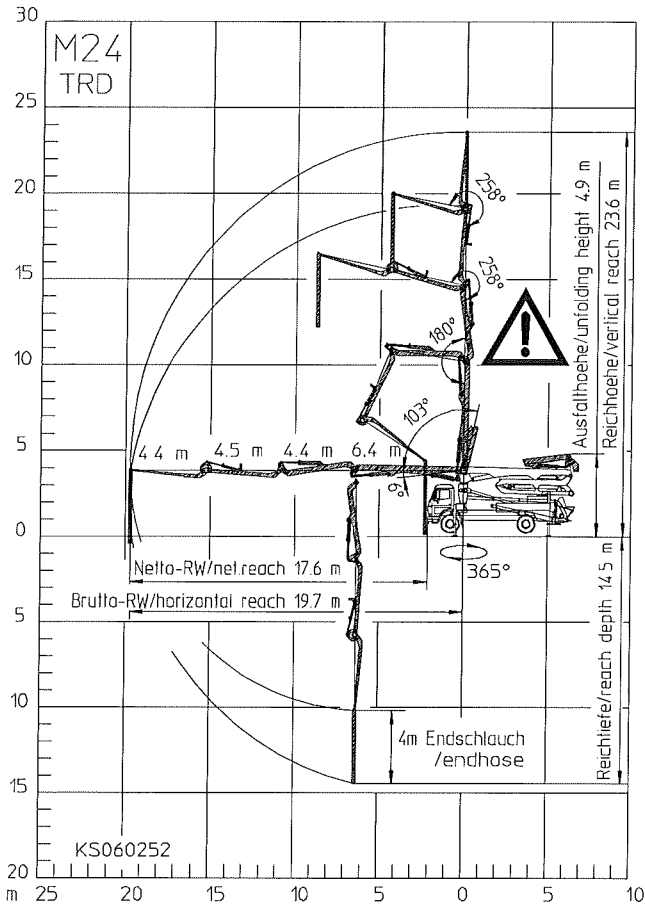 30
M24
TRD
25
20
15
10
5
0
5
10
15
20
m 25 20 15 10 5 0 5 10
258°
258°
180°
103°
6°
4.4 m 4.5 m 4.4 m 6.4 m
365°
Netto-RW/net.reach 17.6 m
Brutto-RW/horizontal reach 19.7 m
4m Endschlauch
/endhose
KS060252
Ausfalthoehe/unfolding height 4.9 m
Reichhoehe/vertical reach 23.6 m
Reichtiefe/reach depth 14.5 m